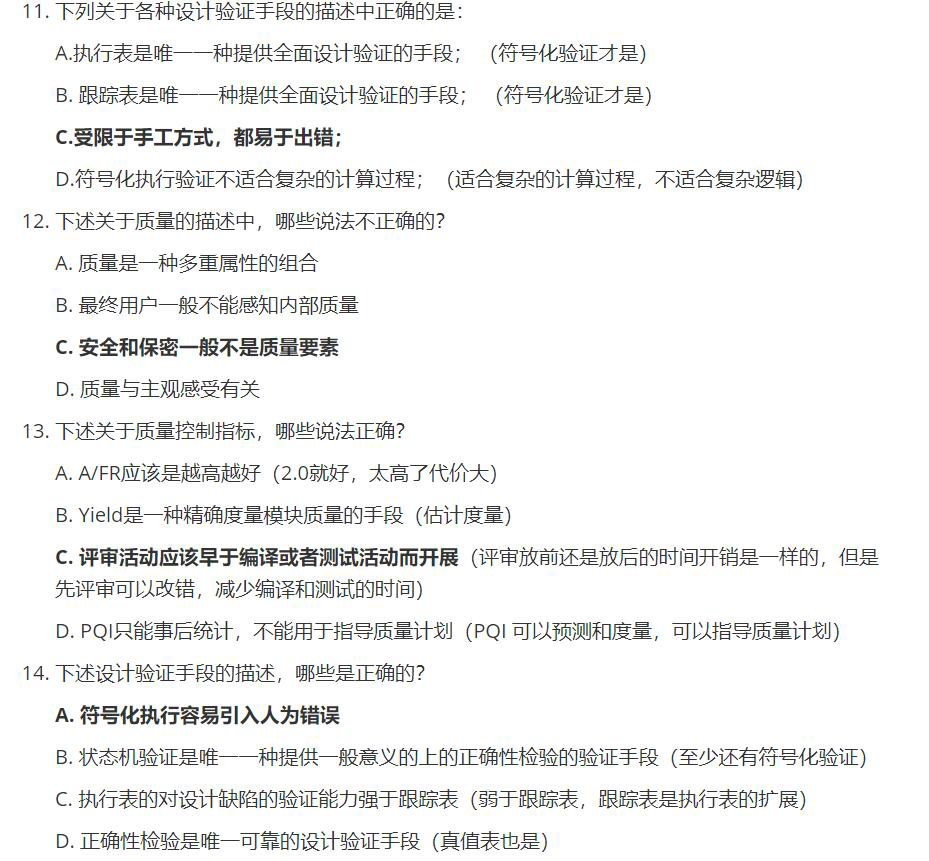 11. 下列关于各种设计验证手段的描述中正确的是：
A.执行表是唯一一种提供全面设计验证的手段； （符号化验证才是）
B. 跟踪表是唯一一种提供全面设计验证的手段； （符号化验证才是）
C.受限于手工方式，都易于出错；
D.符号化执行验证不适合复杂的计算过程； （适合复杂的计算过程，不适合复杂逻辑）
12. 下述关于质量的描述中，哪些说法不正确的？
A. 质量是一种多重属性的组合
B. 最终用户一般不能感知内部质量
C. 安全和保密一般不是质量要素
D. 质量与主观感受有关
13. 下述关于质量控制指标，哪些说法正确？
A. A/FR应该是越高越好（2.0就好，太高了代价大）
B. Yield是一种精确度量模块质量的手段（估计度量）
C. 评审活动应该早于编译或者测试活动而开展（评审放前还是放后的时间开销是一样的，但是
先评审可以改错，减少编译和测试的时间）
D. PQI只能事后统计，不能用于指导质量计划（PQI 可以预测和度量，可以指导质量计划）
14. 下述设计验证手段的描述，哪些是正确的？
A. 符号化执行容易引入人为错误
B. 状态机验证是唯一一种提供一般意义的上的正确性检验的验证手段（至少还有符号化验证）
C. 执行表的对设计缺陷的验证能力强于跟踪表（弱于跟踪表，跟踪表是执行表的扩展）
D. 正确性检验是唯一可靠的设计验证手段（真值表也是）